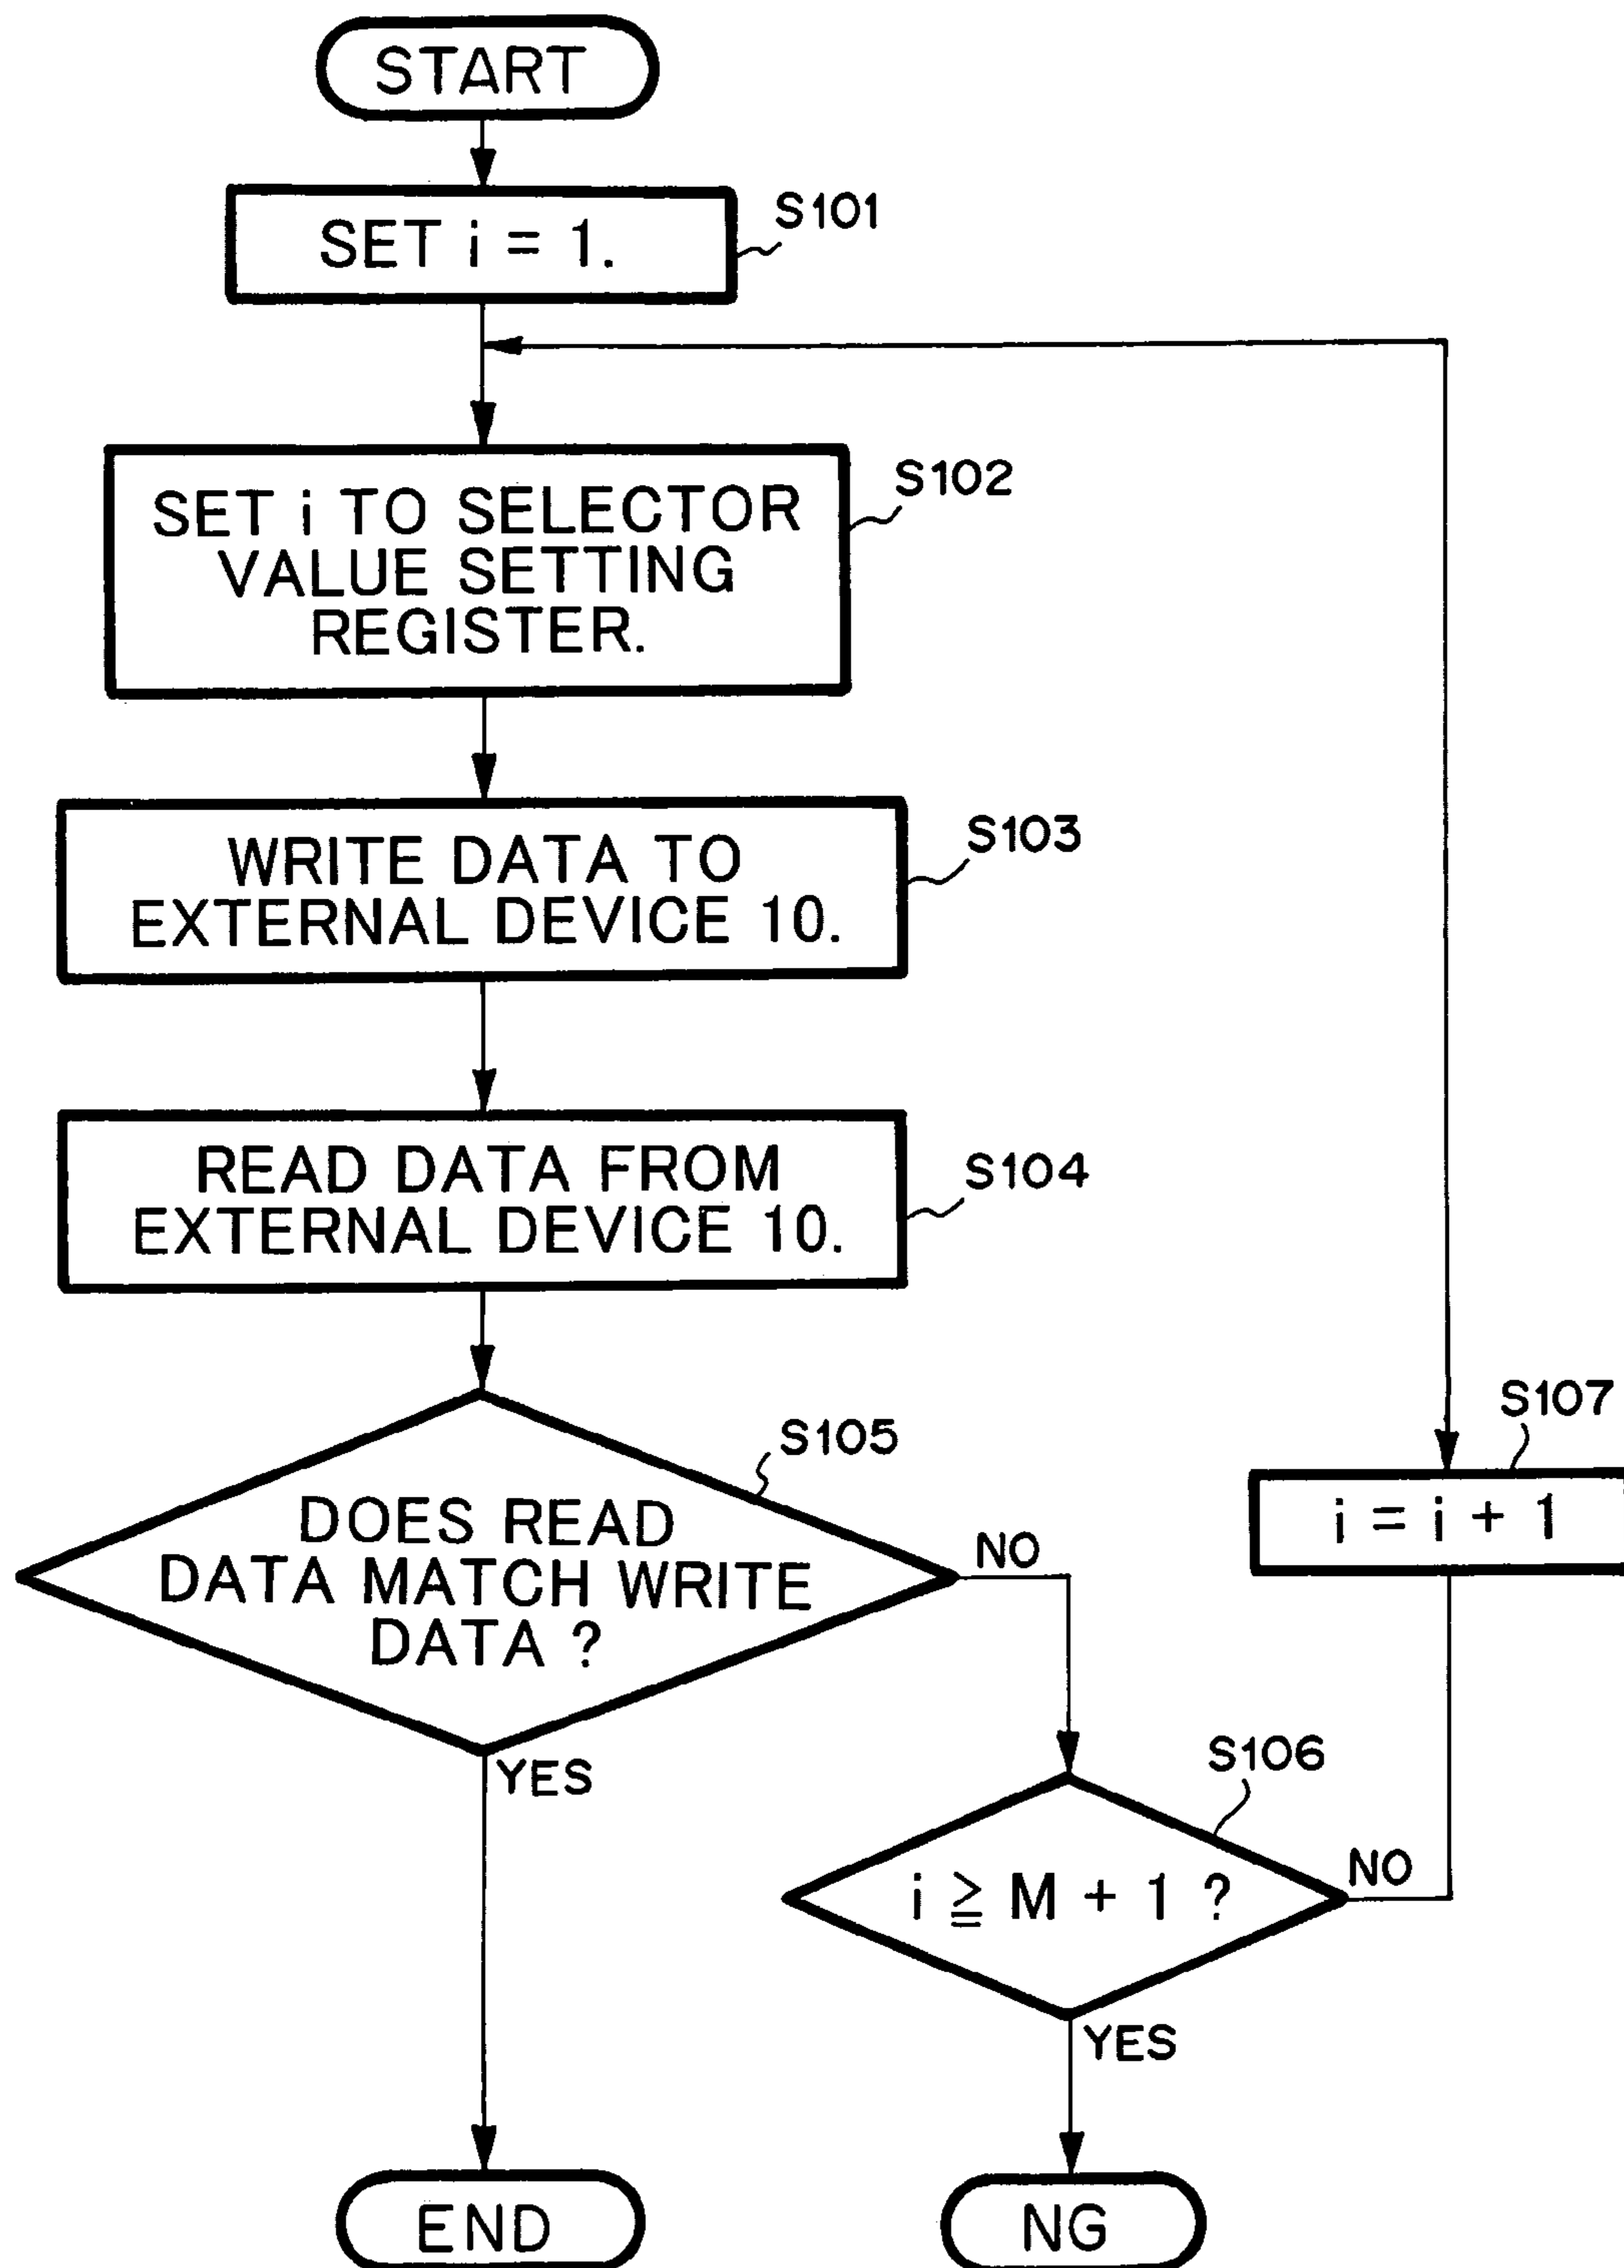 START
SET i = 1.
S101
SET i TO SELECTOR
VALUE SETTING
REGISTER.
S102
WRITE DATA TO
EXTERNAL DEVICE 10.
S103
READ DATA FROM
EXTERNAL DEVICE 10.
S104
DOES READ
DATA MATCH WRITE
DATA ?
S105
NO
YES
S107
i = i + 1
S106
i ≧ M + 1 ?
NO
YES
END
NG